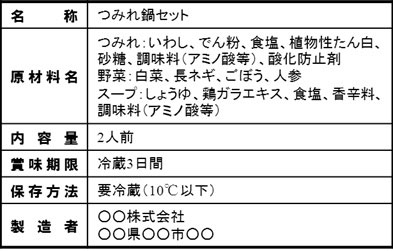 名称 つみれ鍋セット
原材料名 つみれ：いわし、でん粉、食塩、植物性たん白、
砂糖、調味料（アミノ酸等）、酸化防止剤
野菜：白菜、長ネギ、ごぼう、人参
スープ：しょうゆ、鶏ガラエキス、食塩、香辛料、
調味料（アミノ酸等）
内容量 2人前
賞味期限 冷蔵3日間
保存方法 要冷蔵（10℃以下）
製造者 〇〇株式会社
〇〇県〇〇市〇〇